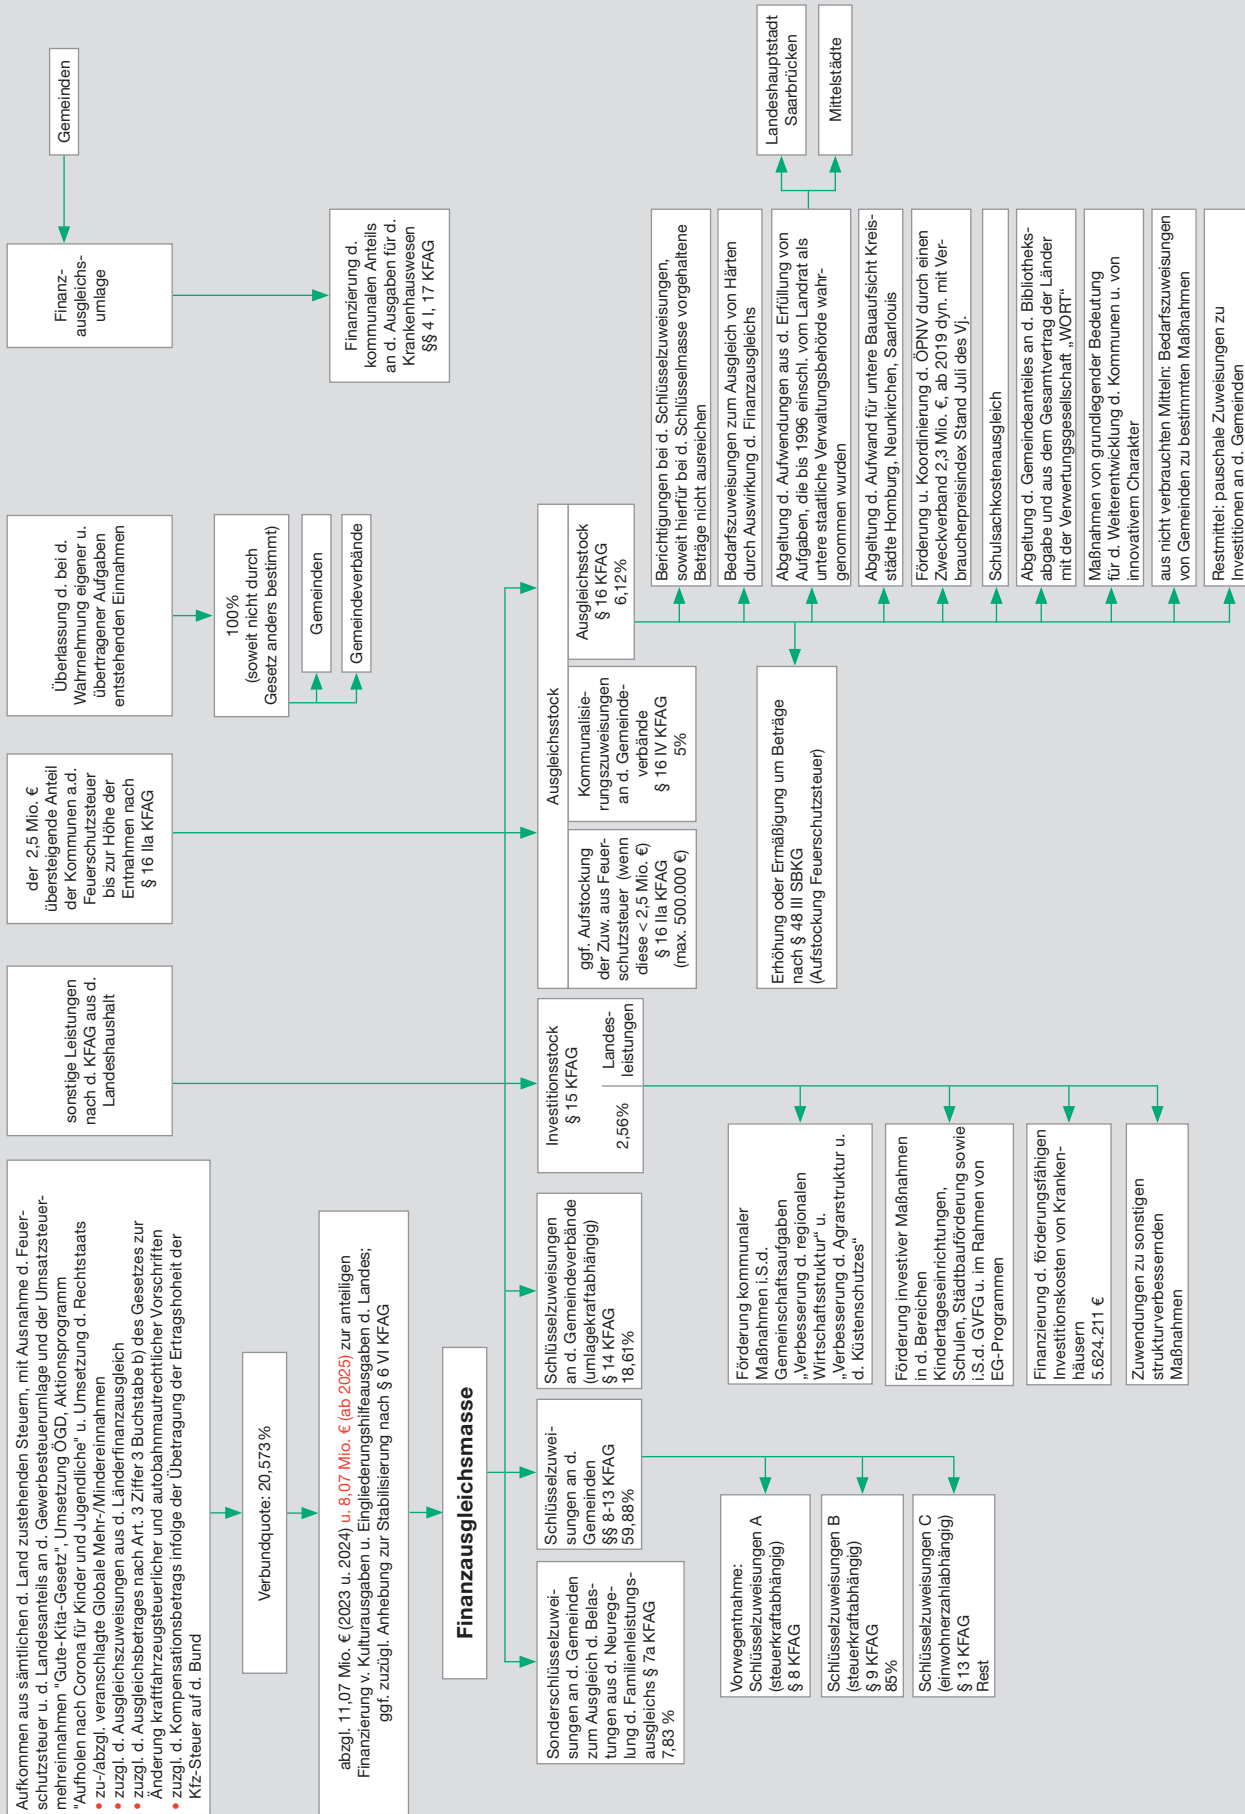 Aufkommen aus sämtlichen d. Land zustehenden Steuern, mit Ausnahme d. Feuer-
schutzsteuer u. d. Landesanteils an d. Gewerbesteuerumlage und der Umsatzsteuer-
mehreinnahmen "Gute-Kita-Gesetz", Umsetzung ÖGD, Aktionsprogramm
"Aufholen nach Corona für Kinder und Jugendliche" u. Umsetzung d. Rechtstaats
• zu-/abzgl. veranschlagte Globale Mehr-/Mindereinnahmen
• zuzgl. d. Ausgleichszuweisungen aus d. Länderfinanzausgleich
• zuzgl. d. Ausgleichsbetrages nach Art. 3 Ziffer 3 Buchstabe b) des Gesetzes zur
Änderung kraftfahrzeugsteuerlicher und autobahnmautrechtlicher Vorschriften
• zuzgl. d. Kompensationsbetrags infolge der Übetragung der Ertragshoheit der
Kfz-Steuer auf d. Bund
sonstige Leistungen
nach d. KFAG aus d.
Landeshaushalt
der 2,5 Mio. €
übersteigende Anteil
der Kommunen a.d.
Feuerschutzsteuer
bis zur Höhe der
Entnahmen nach
§ 16 IIa KFAG
Überlassung d. bei d.
Wahrnehmung eigener u.
übertragener Aufgaben
entstehenden Einnahmen
Finanz-
ausgleichs-
umlage
Gemeinden
Verbundquote: 20,573%
100%
(soweit nicht durch
Gesetz anders bestimmt)
Gemeinden
Gemeindeverbände
abzgl. 11,07 Mio. € (2023 u. 2024) u. 8,07 Mio. € (ab 2025) zur anteiligen
Finanzierung v. Kulturausgaben u. Eingliederungshilfeausgaben d. Landes;
ggf. zuzügl. Anhebung zur Stabilisierung nach § 6 VI KFAG
Finanzierung d.
kommunalen Anteils
an d. Ausgaben für d.
Krankenhauswesen
§§ 4 I, 17 KFAG
Finanzausgleichsmasse
Sonderschlüsselzuwei-
sungen an d. Gemeinden
zum Ausgleich d. Belas-
tungen aus d. Neurege-
lung d. Familienleistungs-
ausgleichs § 7a KFAG
7,83 %
Schlüsselzuwei-
sungen an d.
Gemeinden
§§ 8-13 KFAG
59,88%
Schlüsselzuweisungen
an d. Gemeindeverbände
(umlagekraftabhängig)
§ 14 KFAG
18,61%
Investitionsstock
§ 15 KFAG
2,56%
Landes-
leistungen
Ausgleichsstock
ggf. Aufstockung
der Zuw. aus Feuer-
schutzsteuer (wenn
diese < 2,5 Mio. €)
§ 16 IIa KFAG
(max. 500.000 €)
Kommunalisie-
rungszuweisungen
an d. Gemeinde-
verbände
§ 16 IV KFAG
5%
Ausgleichsstock
§ 16 KFAG
6,12%
Vorwegentnahme:
Schlüsselzuweisungen A
(steuerkraftabhängig)
§ 8 KFAG
Schlüsselzuweisungen B
(steuerkraftabhängig)
§ 9 KFAG
85%
Schlüsselzuweisungen C
(einwohnerzahlabhängig)
§ 13 KFAG
Rest
Förderung kommunaler
Maßnahmen i.S.d.
Gemeinschaftsaufgaben
„Verbesserung d. regionalen
Wirtschaftsstruktur“ u.
„Verbesserung d. Agrarstruktur u.
d. Küstenschutzes“
Förderung investiver Maßnahmen
in d. Bereichen
Kindertageseinrichtungen,
Schulen, Städtbauförderung sowie
i.S.d. GVFG u. im Rahmen von
EG-Programmen
Finanzierung d. förderungsfähigen
Investitionskosten von Kranken-
häusern
5.624.211 €
Zuwendungen zu sonstigen
strukturverbessernden
Maßnahmen
Erhöhung oder Ermäßigung um Beträge
nach § 48 III SBKG
(Aufstockung Feuerschutzsteuer)
Berichtigungen bei d. Schlüsselzuweisungen,
soweit hierfür bei d. Schlüsselmasse vorgehaltene
Beträge nicht ausreichen
Bedarfszuweisungen zum Ausgleich von Härten
durch Auswirkung d. Finanzausgleichs
Abgeltung d. Aufwendungen aus d. Erfüllung von
Aufgaben, die bis 1996 einschl. vom Landrat als
untere staatliche Verwaltungsbehörde wahr-
genommen wurden
Landeshauptstadt
Saarbrücken
Mittelstädte
Abgeltung d. Aufwand für untere Bauaufsicht Kreis-
städte Homburg, Neunkirchen, Saarlouis
Förderung u. Koordinierung d. ÖPNV durch einen
Zweckverband 2,3 Mio. €, ab 2019 dyn. mit Ver-
braucherpreisindex Stand Juli des Vj.
Schulsachkostenausgleich
Abgeltung d. Gemeindeanteiles an d. Bibliotheks-
abgabe und aus dem Gesamtvertrag der Länder
mit der Verwertungsgesellschaft „WORT“
Maßnahmen von grundlegender Bedeutung
für d. Weiterentwicklung d. Kommunen u. von
innovativem Charakter
aus nicht verbrauchten Mitteln: Bedarfszuweisungen
von Gemeinden zu bestimmten Maßnahmen
Restmittel: pauschale Zuweisungen zu
Investitionen an d. Gemeinden